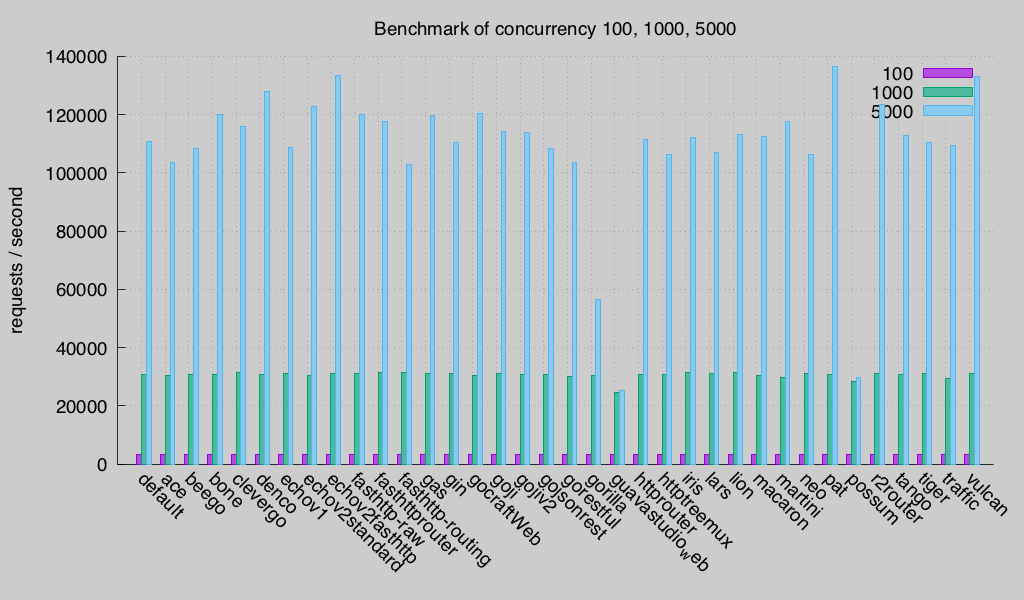 Benchmark of concurrency 100, 1000, 5000
requests / second
140000
120000
100000
80000
60000
40000
20000
0
100
1000
5000
default
ace
beego
bone
clevergo
denco
echov1
echov2standard
echov2fasthttp
fasthttp-raw
fasthttprouter
fasthttp-routing
gas
gin
gocraftWeb
goji
gojiv2
gojsonrest
gorestful
gorilla
guavastudioweb
httprouter
httptreemux
iris
lars
lion
macaron
martini
neo
pat
possum
r2router
tango
tiger
traffic
vulcan